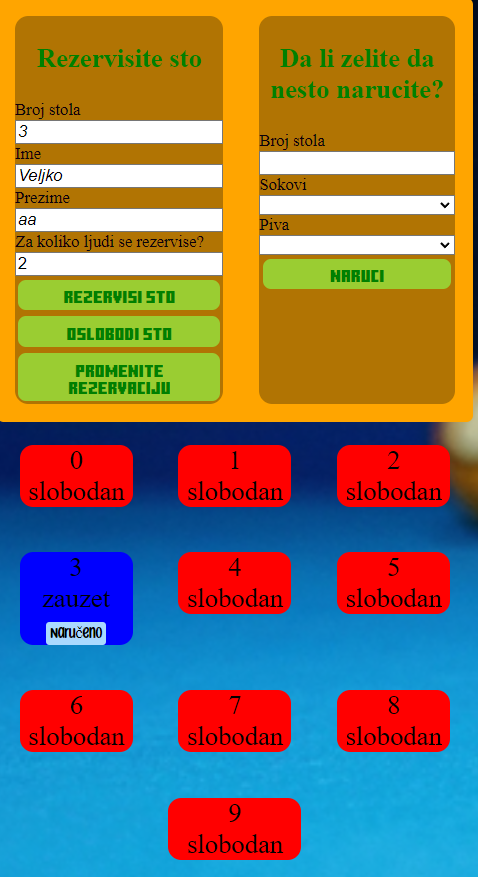 Rezervisite sto
Broj stola
3
Ime
Veljko
Prezime
aa
Za koliko ljudi se rezervise?
2
REZERVISI STO
OSLOBODI STO
PROMENITE
REZERVACIJU
Da li zelite da
nesto narucite?
Broj stola
Sokovi
Piva
NARUCI
0
slobodan
1
slobodan
2
slobodan
3
zauzet
Naručeno
4
slobodan
5
slobodan
6
slobodan
7
slobodan
8
slobodan
9
slobodan